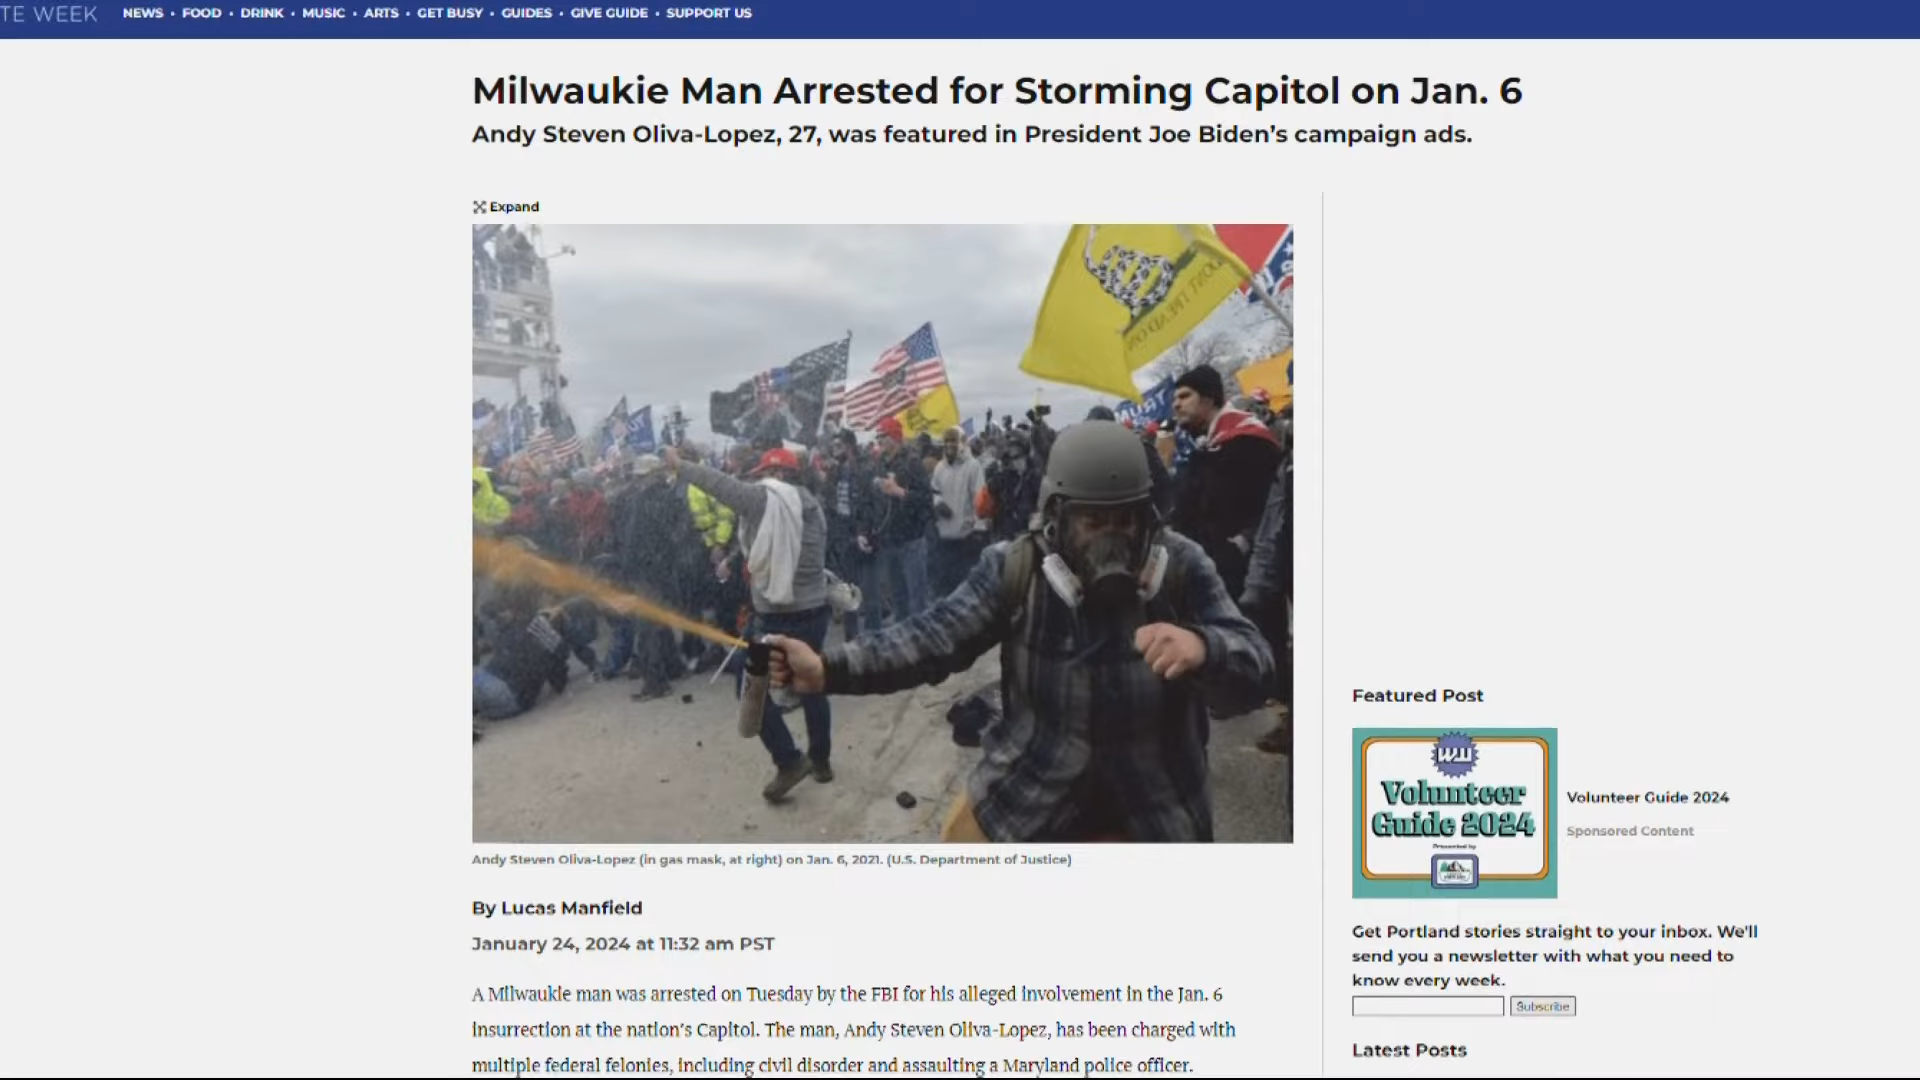 TE WEEK
NEWS • FOOD • DRINK • MUSIC • ARTS • GET BUSY • GUIDES • GIVE GUIDE • SUPPORT US
Milwaukie Man Arrested for Storming Capitol on Jan. 6
Andy Steven Oliva-Lopez, 27, was featured in President Joe Biden’s campaign ads.
Expand
DON'T TREAD ON
TRUMP
Andy Steven Oliva-Lopez (in gas mask, at right) on Jan. 6, 2021. (U.S. Department of Justice)
By Lucas Manfield
January 24, 2024 at 11:32 am PST
A Milwaukie man was arrested on Tuesday by the FBI for his alleged involvement in the Jan. 6
insurrection at the nation’s Capitol. The man, Andy Steven Oliva-Lopez, has been charged with
multiple federal felonies, including civil disorder and assaulting a Maryland police officer.
Featured Post
WW
Volunteer
Guide 2024
Presented by
Volunteer Guide 2024
Sponsored Content
Get Portland stories straight to your inbox. We'll
send you a newsletter with what you need to
know every week.
Subscribe
Latest Posts